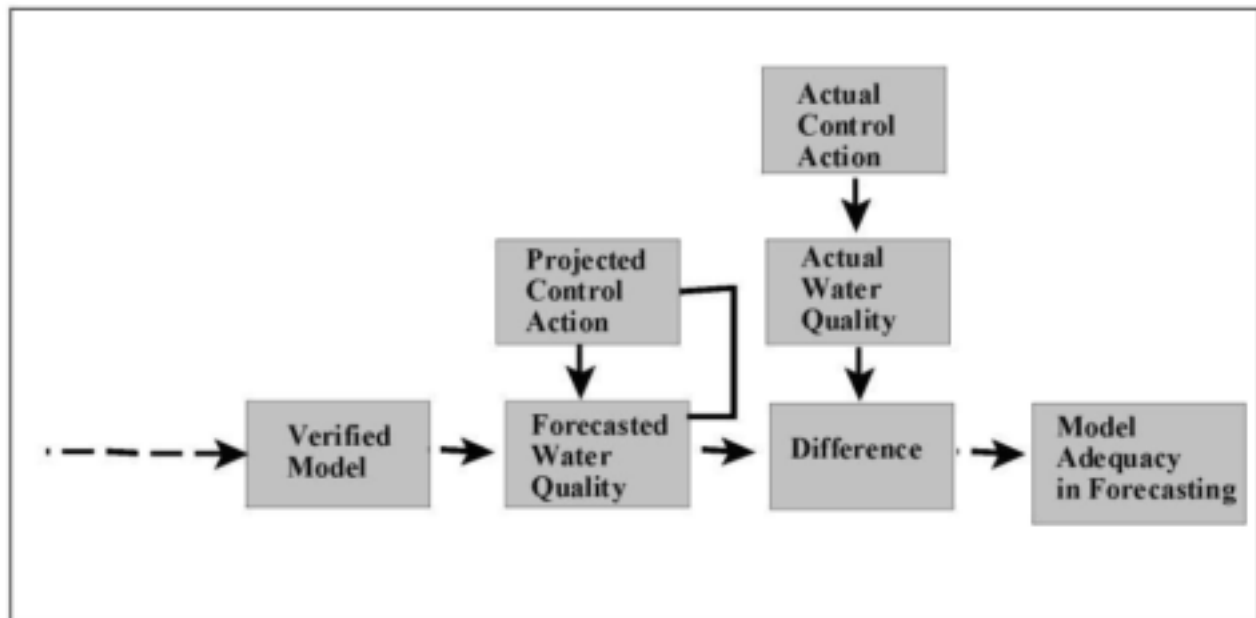 Actual
Control
Action
Projected
Control
Action
Actual
Water
Quality
Verified
Model
Forecasted
Water
Quality
Difference
Model
Adequacy
in Forecasting